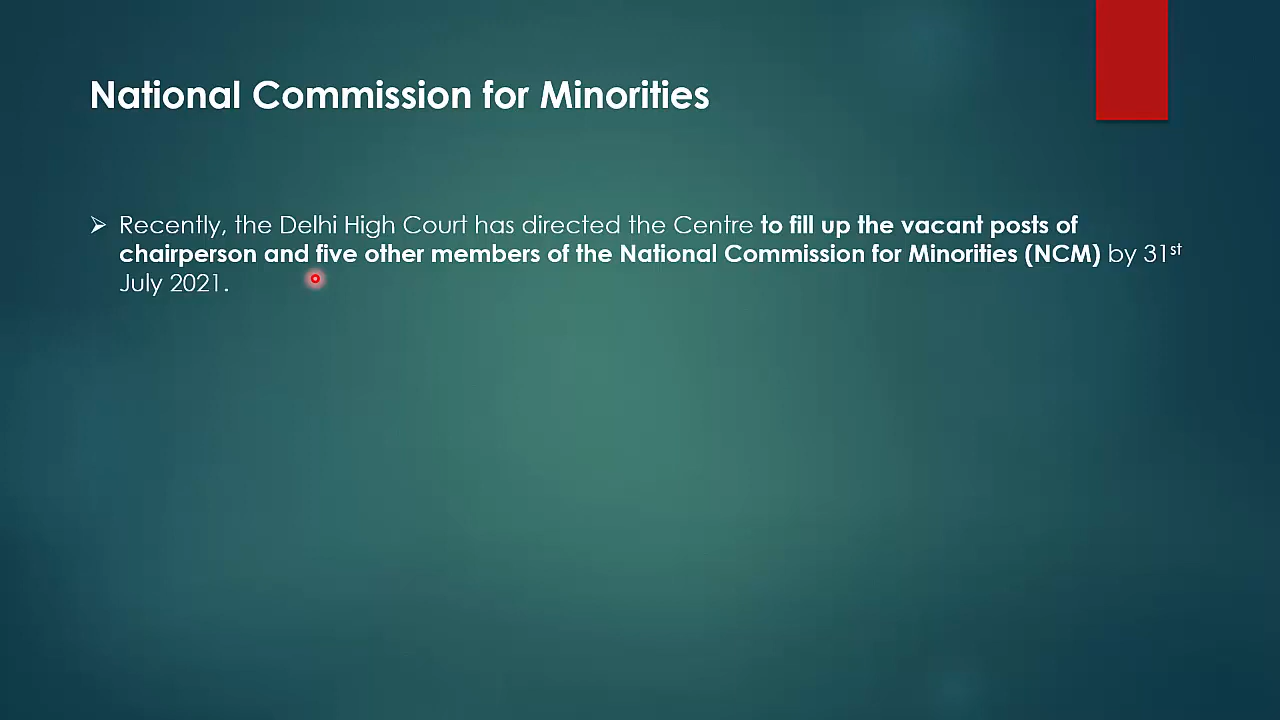 National Commission for Minorities
Recently, the Delhi High Court has directed the Centre to fill up the vacant posts of
chairperson and five other members of the National Commission for Minorities (NCM) by 31st
July 2021.